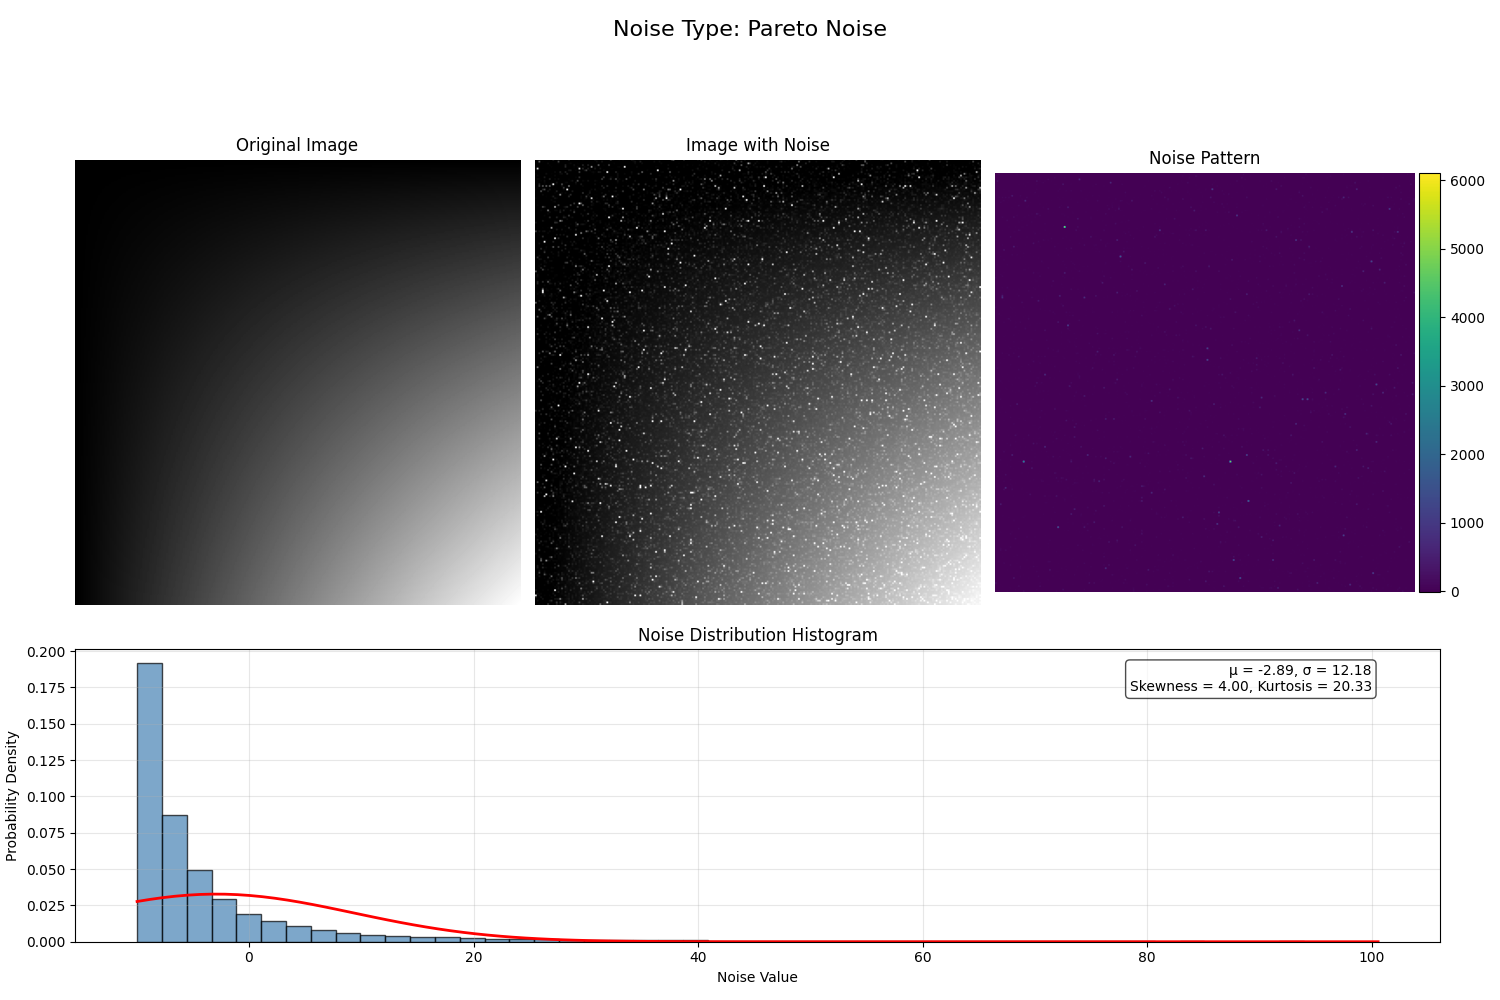 Noise Type: Pareto Noise
Original Image
Image with Noise
Noise Pattern
6000
5000
4000
3000
2000
1000
0
Noise Distribution Histogram
μ = -2.89, σ = 12.18
Skewness = 4.00, Kurtosis = 20.33
Probability Density
0.200
0.175
0.150
0.125
0.100
0.075
0.050
0.025
0.000
0 20 40 60 80 100
Noise Value